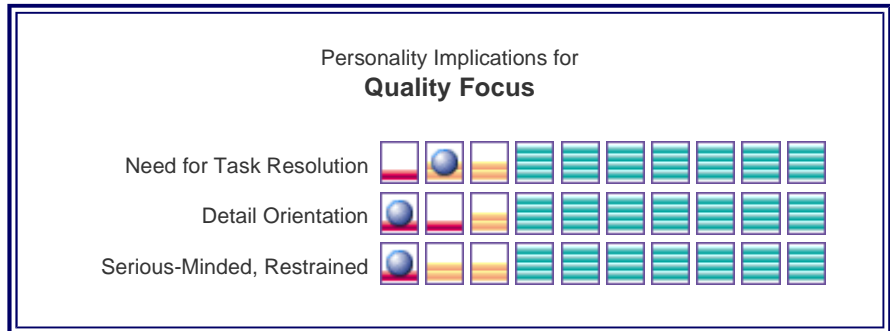 Personality Implications for
Quality Focus
Need for Task Resolution
Detail Orientation
Serious-Minded, Restrained